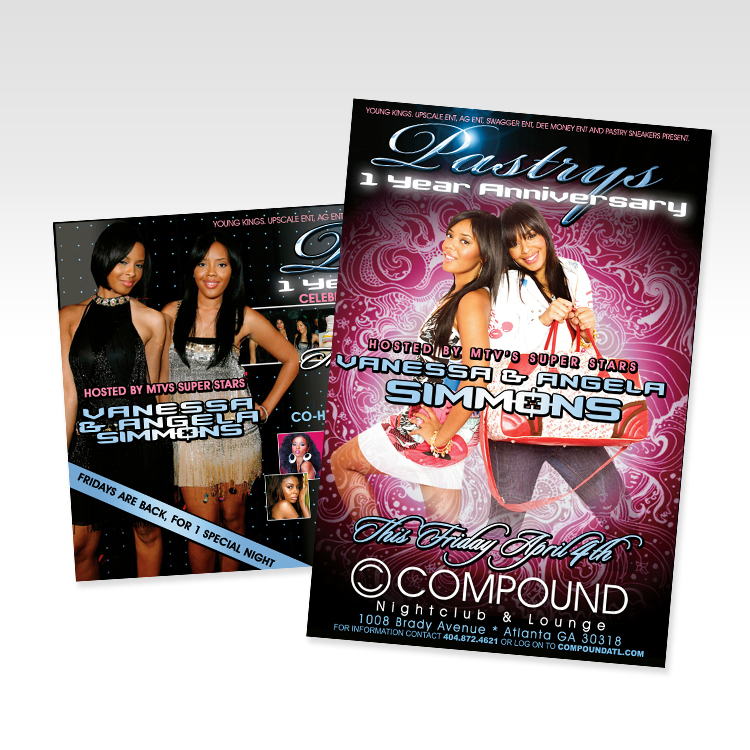 YOUNG KINGS. UPSCALE ENT, AG ENT
1 Ye
CELEB
HOSTED BY MTVS SUPER STARS
VANESSA
& ANGELA
SIMMONS
CO-H
FRIDAYS ARE BACK, FOR 1 SPECIAL NIGHT
YOUNG KINGS. UPSCALE ENT, AG ENT, SWAGGER ENT, DEE MONEY ENT AND PASTRY SNEAKERS PRESENT.
Pastrys
1 Year Anniversary
HOSTED BY MTV'S SUPER STARS
VANESSA & ANGELA
SIMMONS
This Friday April 4th
COMPOUND
Nightclub & Lounge
1008 Brady Avenue * Atlanta GA 30318
FOR INFORMATION CONTACT 404.872.4621 OR LOG ON TO COMPOUNDATL.COM